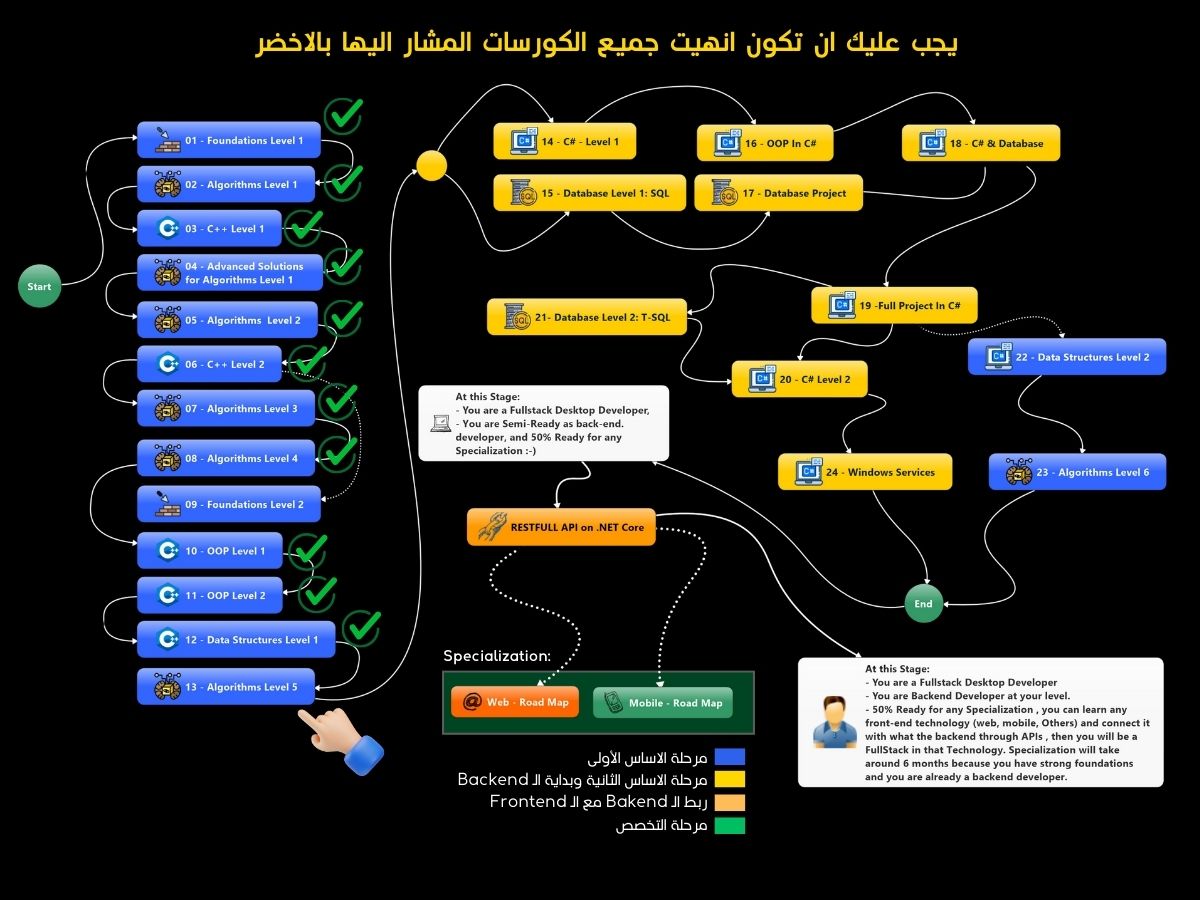 يجب عليك ان تكون انهيت جميع الكورسات المشار اليها بالاخضر
Start
01 - Foundations Level 1
02 - Algorithms Level 1
03 - C++ Level 1
04 - Advanced Solutions
for Algorithms Level 1
05 - Algorithms Level 2
06 - C++ Level 2
07 - Algorithms Level 3
08 - Algorithms Level 4
09 - Foundations Level 2
10 - OOP Level 1
11 - OOP Level 2
12 - Data Structures Level 1
13 - Algorithms Level 5
14 - C# - Level 1
16 - OOP In C#
18 - C# & Database
15 - Database Level 1: SQL
17 - Database Project
19 -Full Project In C#
21- Database Level 2: T-SQL
22 - Data Structures Level 2
20 - C# Level 2
24 - Windows Services
23 - Algorithms Level 6
End
At this Stage:
- You are a Fullstack Desktop Developer,
- You are Semi-Ready as back-end.
developer, and 50% Ready for any
Specialization :-)
RESTFULL API on .NET Core
Specialization:
@ Web - Road Map
Mobile - Road Map
At this Stage:
- You are a Fullstack Desktop Developer
- You are Backend Developer at your level.
- 50% Ready for any Specialization , you can learn any
front-end technology (web, mobile, Others) and connect it
with what the backend through APIs , then you will be a
FullStack in that Technology. Specialization will take
around 6 months because you have strong foundations
and you are already a backend developer.
مرحلة الاساس الأولى
مرحلة الاساس الثانية وبداية الـ Backend
ربط الـ Bakend مع الـ Frontend
مرحلة التخصص